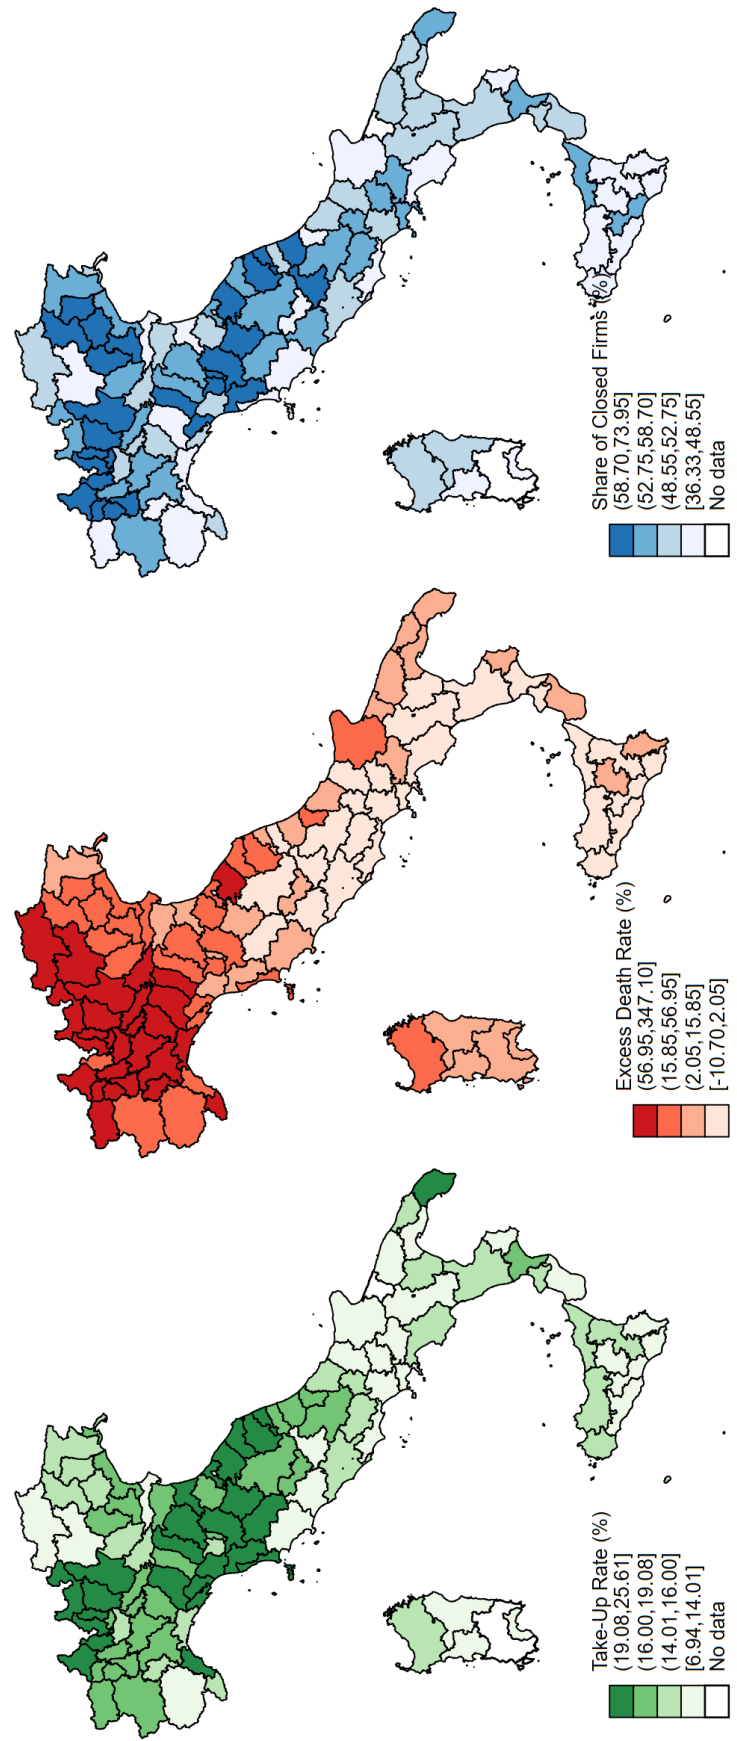 Take-Up Rate (%)
(19.08,25.61]
(16.00,19.08]
(14.01,16.00]
[6.94,14.01]
No data
Excess Death Rate (%)
(56.95,347.10]
(15.85,56.95]
(2.05,15.85]
[-10.70,2.05]
Share of Closed Firms (%)
(58.70,73.95]
(52.75,58.70]
(48.55,52.75]
[36.33,48.55]
No data